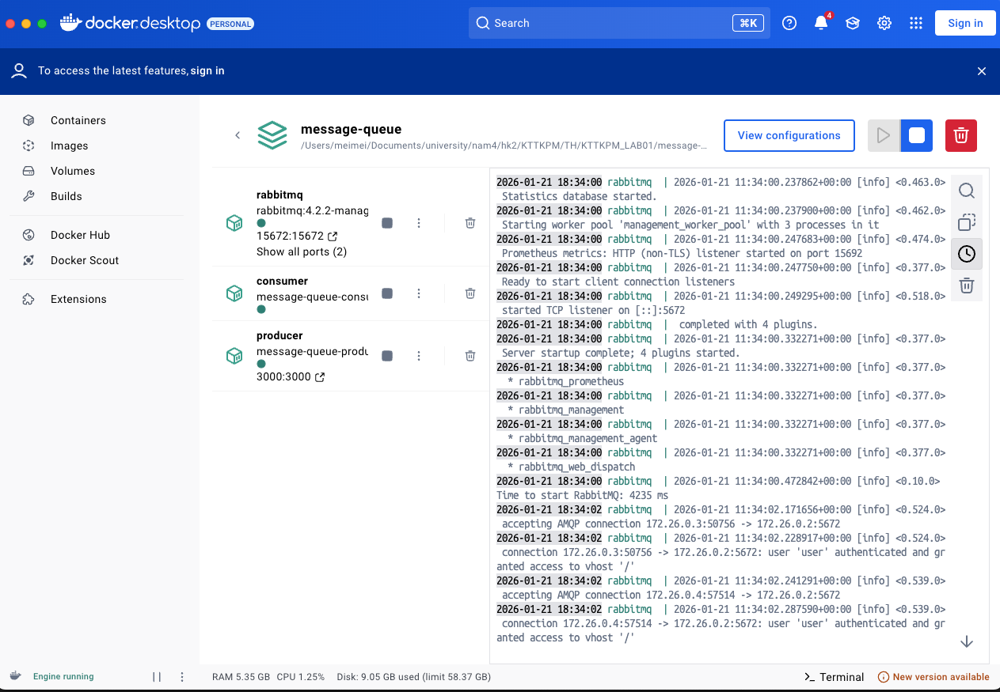 docker.desktop PERSONAL
Search
⌘K
4
Sign in
To access the latest features, sign in
Containers
Images
Volumes
Builds
Docker Hub
Docker Scout
Extensions
message-queue
/Users/meimei/Documents/university/nam4/hk2/KTTKPM/TH/KTTKPM_LAB01/message-...
View configurations
rabbitmq
rabbitmq:4.2.2-manag
15672:15672
Show all ports (2)
consumer
message-queue-consu
producer
message-queue-produ
3000:3000
2026-01-21 18:34:00 rabbitmq | 2026-01-21 11:34:00.237862+00:00 [info] <0.463.0>
Statistics database started.
2026-01-21 18:34:00 rabbitmq | 2026-01-21 11:34:00.237900+00:00 [info] <0.462.0>
Starting worker pool 'management_worker_pool' with 3 processes in it
2026-01-21 18:34:00 rabbitmq | 2026-01-21 11:34:00.247683+00:00 [info] <0.474.0>
Prometheus metrics: HTTP (non-TLS) listener started on port 15692
2026-01-21 18:34:00 rabbitmq | 2026-01-21 11:34:00.247750+00:00 [info] <0.377.0>
Ready to start client connection listeners
2026-01-21 18:34:00 rabbitmq | 2026-01-21 11:34:00.249295+00:00 [info] <0.518.0>
started TCP listener on [::]:5672
2026-01-21 18:34:00 rabbitmq | completed with 4 plugins.
2026-01-21 18:34:00 rabbitmq | 2026-01-21 11:34:00.332271+00:00 [info] <0.377.0>
Server startup complete; 4 plugins started.
2026-01-21 18:34:00 rabbitmq | 2026-01-21 11:34:00.332271+00:00 [info] <0.377.0>
* rabbitmq_prometheus
2026-01-21 18:34:00 rabbitmq | 2026-01-21 11:34:00.332271+00:00 [info] <0.377.0>
* rabbitmq_management
2026-01-21 18:34:00 rabbitmq | 2026-01-21 11:34:00.332271+00:00 [info] <0.377.0>
* rabbitmq_management_agent
2026-01-21 18:34:00 rabbitmq | 2026-01-21 11:34:00.332271+00:00 [info] <0.377.0>
* rabbitmq_web_dispatch
2026-01-21 18:34:00 rabbitmq | 2026-01-21 11:34:00.472842+00:00 [info] <0.10.0>
Time to start RabbitMQ: 4235 ms
2026-01-21 18:34:02 rabbitmq | 2026-01-21 11:34:02.171656+00:00 [info] <0.524.0>
accepting AMQP connection 172.26.0.3:50756 -> 172.26.0.2:5672
2026-01-21 18:34:02 rabbitmq | 2026-01-21 11:34:02.228917+00:00 [info] <0.524.0>
connection 172.26.0.3:50756 -> 172.26.0.2:5672: user 'user' authenticated and gr
anted access to vhost '/'
2026-01-21 18:34:02 rabbitmq | 2026-01-21 11:34:02.241291+00:00 [info] <0.539.0>
accepting AMQP connection 172.26.0.4:57514 -> 172.26.0.2:5672
2026-01-21 18:34:02 rabbitmq | 2026-01-21 11:34:02.287590+00:00 [info] <0.539.0>
connection 172.26.0.4:57514 -> 172.26.0.2:5672: user 'user' authenticated and gr
anted access to vhost '/'
Engine running
RAM 5.35 GB CPU 1.25% Disk: 9.05 GB used (limit 58.37 GB)
Terminal
New version available